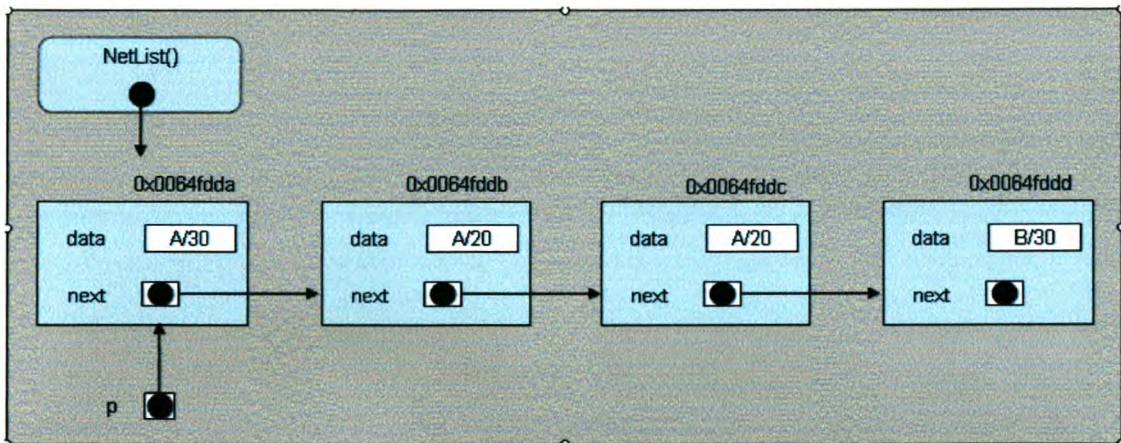 NetList()
0x0064fdda 0x0064fddb 0x0064fddc 0x0064fddd
data A/30 data A/20 data A/20 data B/30
next next next next
p